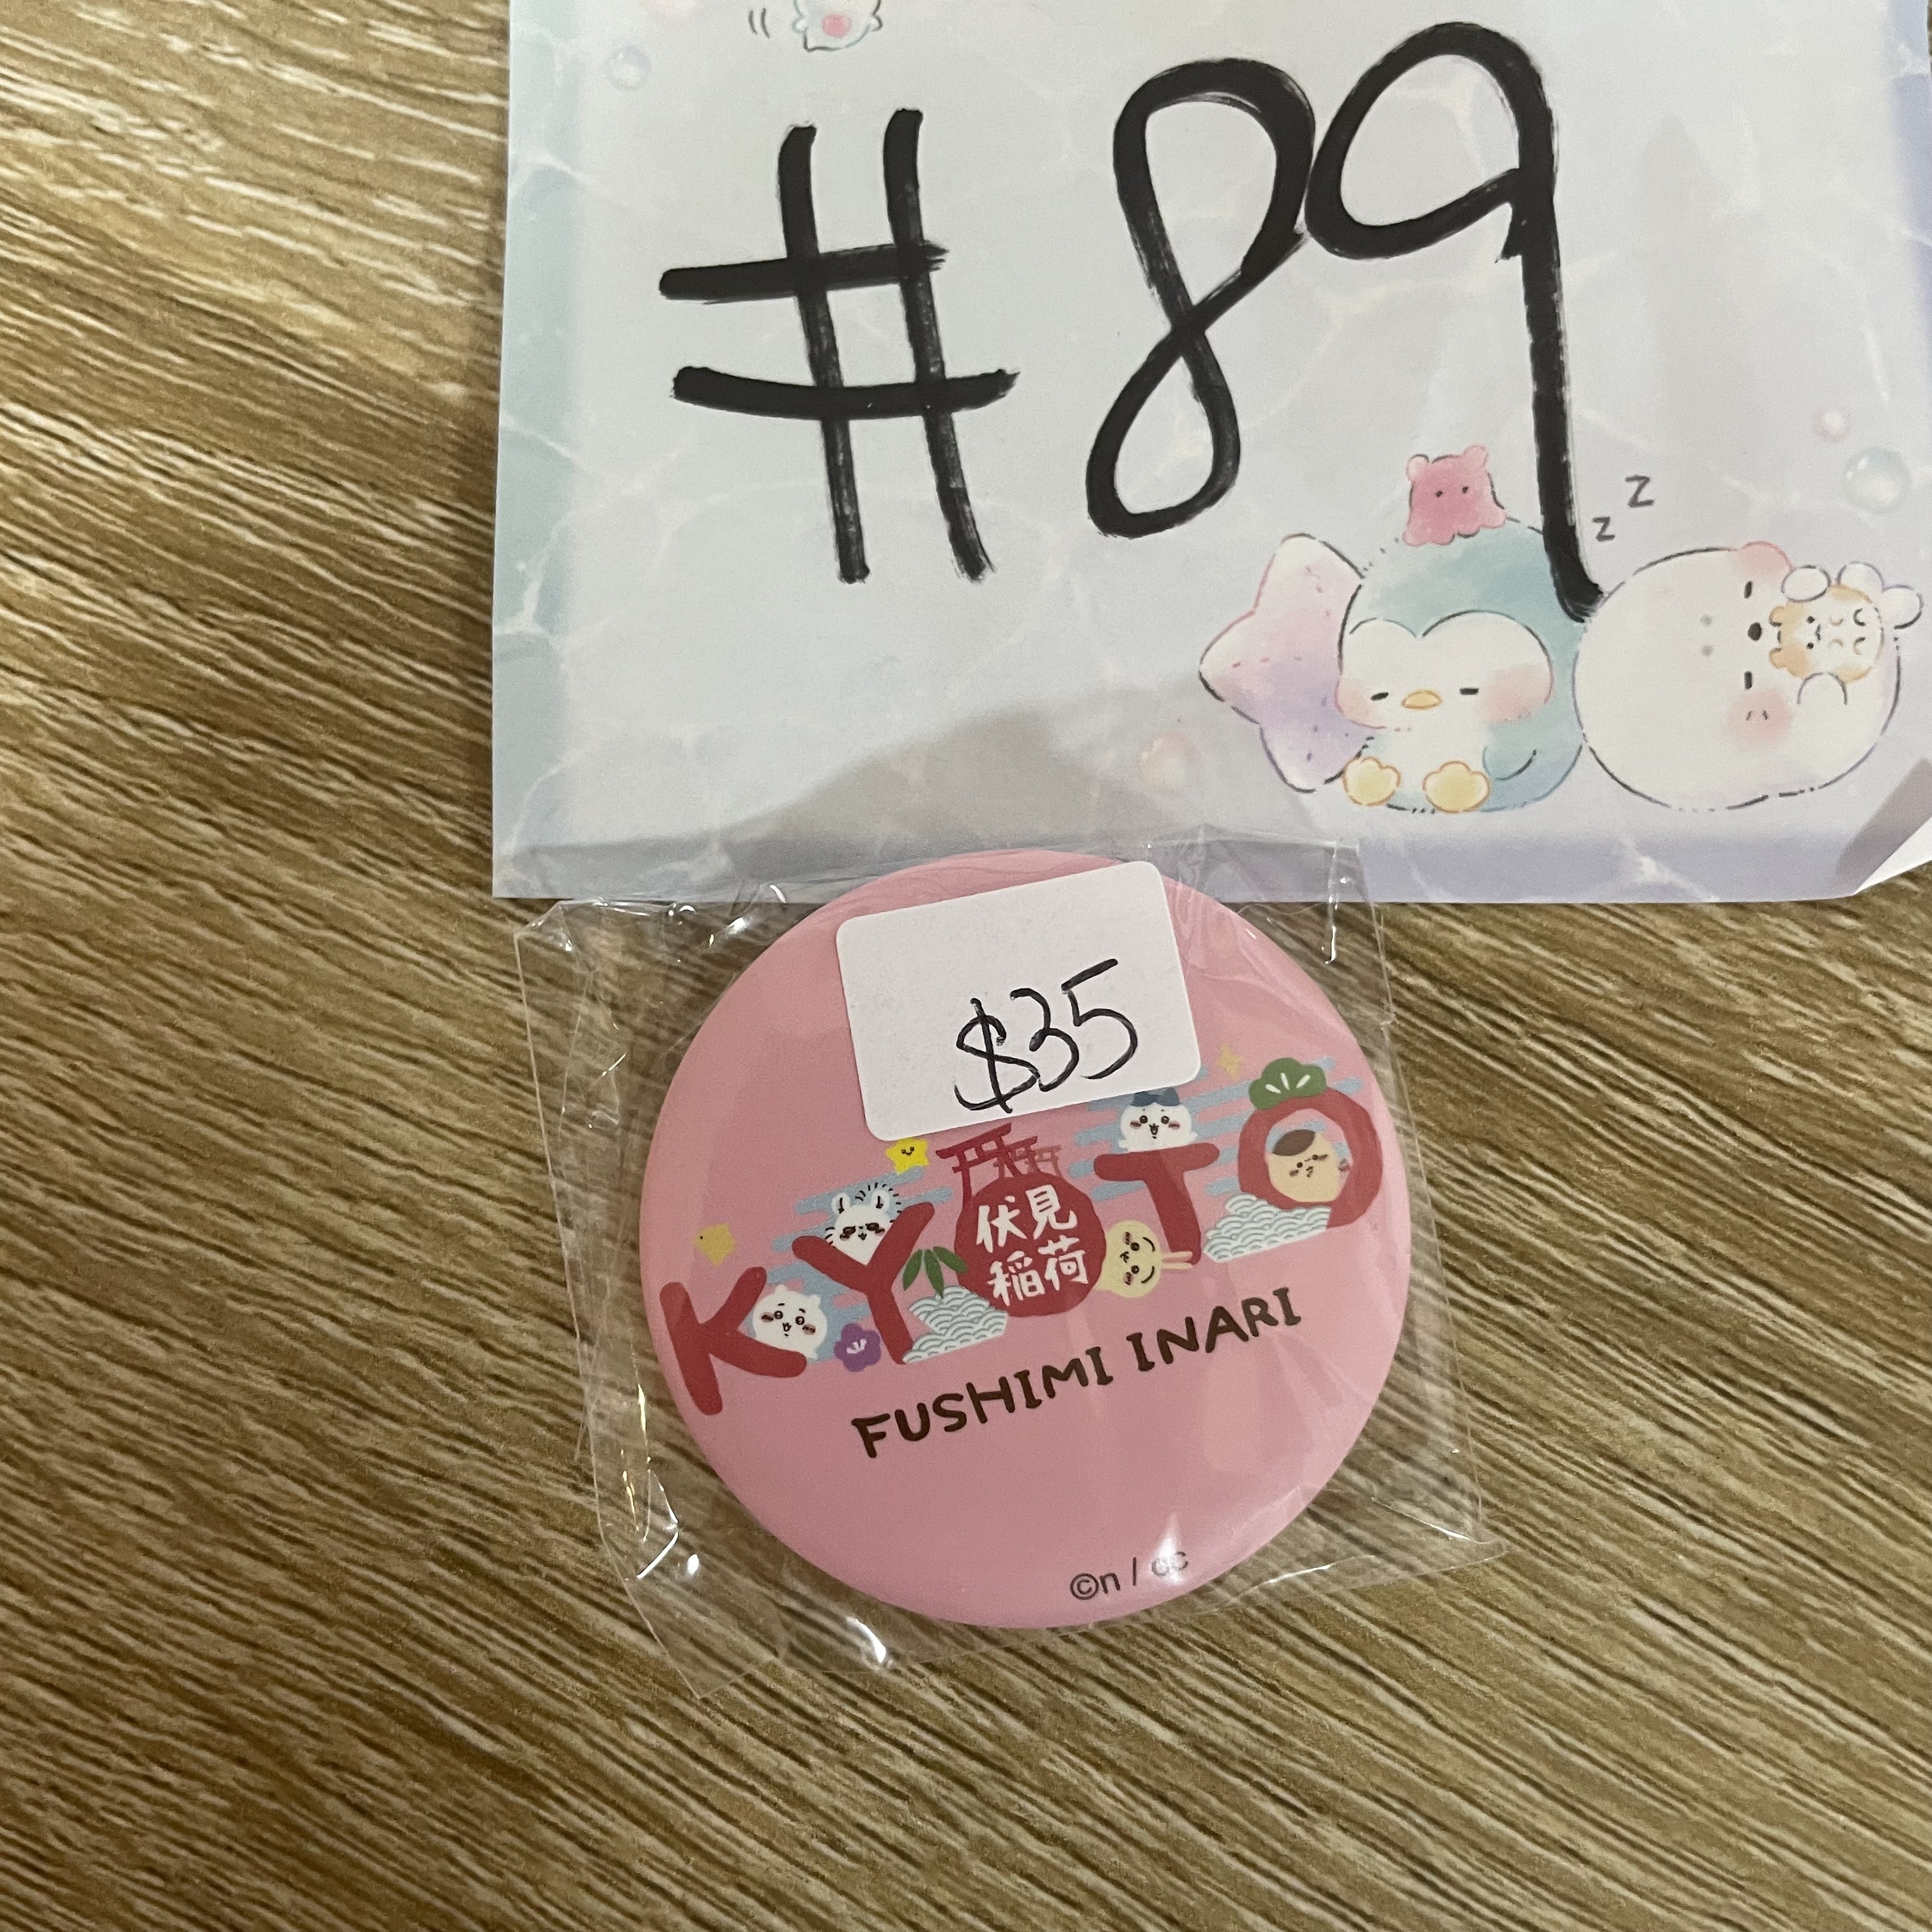 #89
z
z
$35
KYOTO
伏見
稲荷
FUSHIMI INARI
©n / cc